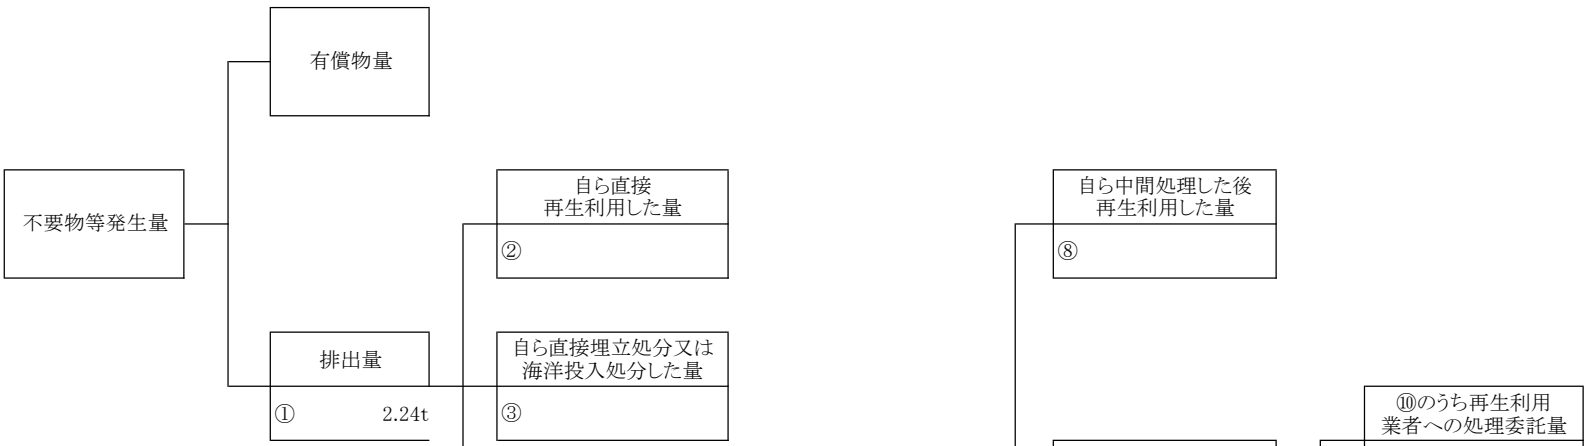 有償物量
不要物等発生量
自ら直接
再生利用した量
②
自ら中間処理した後
再生利用した量
⑧
排出量
① 2.24t
自ら直接埋立処分又は
海洋投入処分した量
③
⑩のうち再生利用
業者への処理委託量